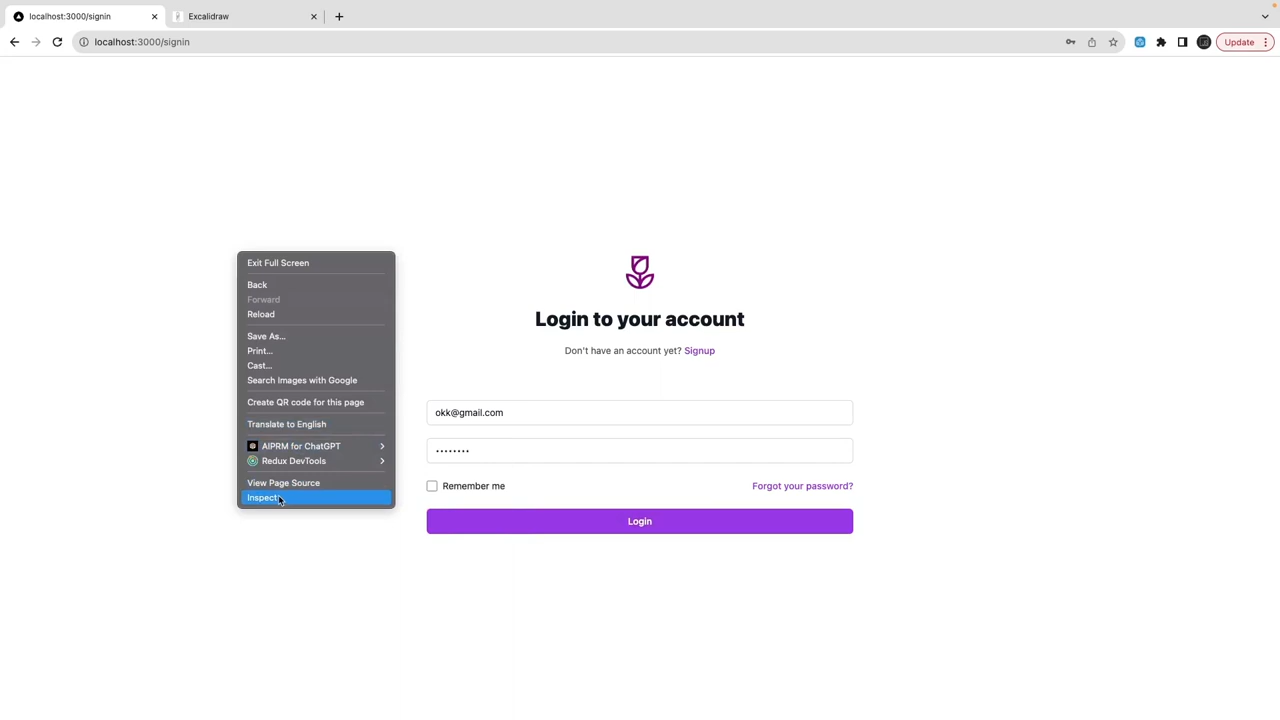 localhost:3000/signin
Excalidraw
localhost:3000/signin
Update
Exit Full Screen
Back
Forward
Reload
Save As...
Print...
Cast...
Search Images with Google
Create QR code for this page
Translate to English
AIPRM for ChatGPT
Redux DevTools
View Page Source
Inspect
Login to your account
Don't have an account yet? Signup
okk@gmail.com
••••••••
Remember me
Forgot your password?
Login